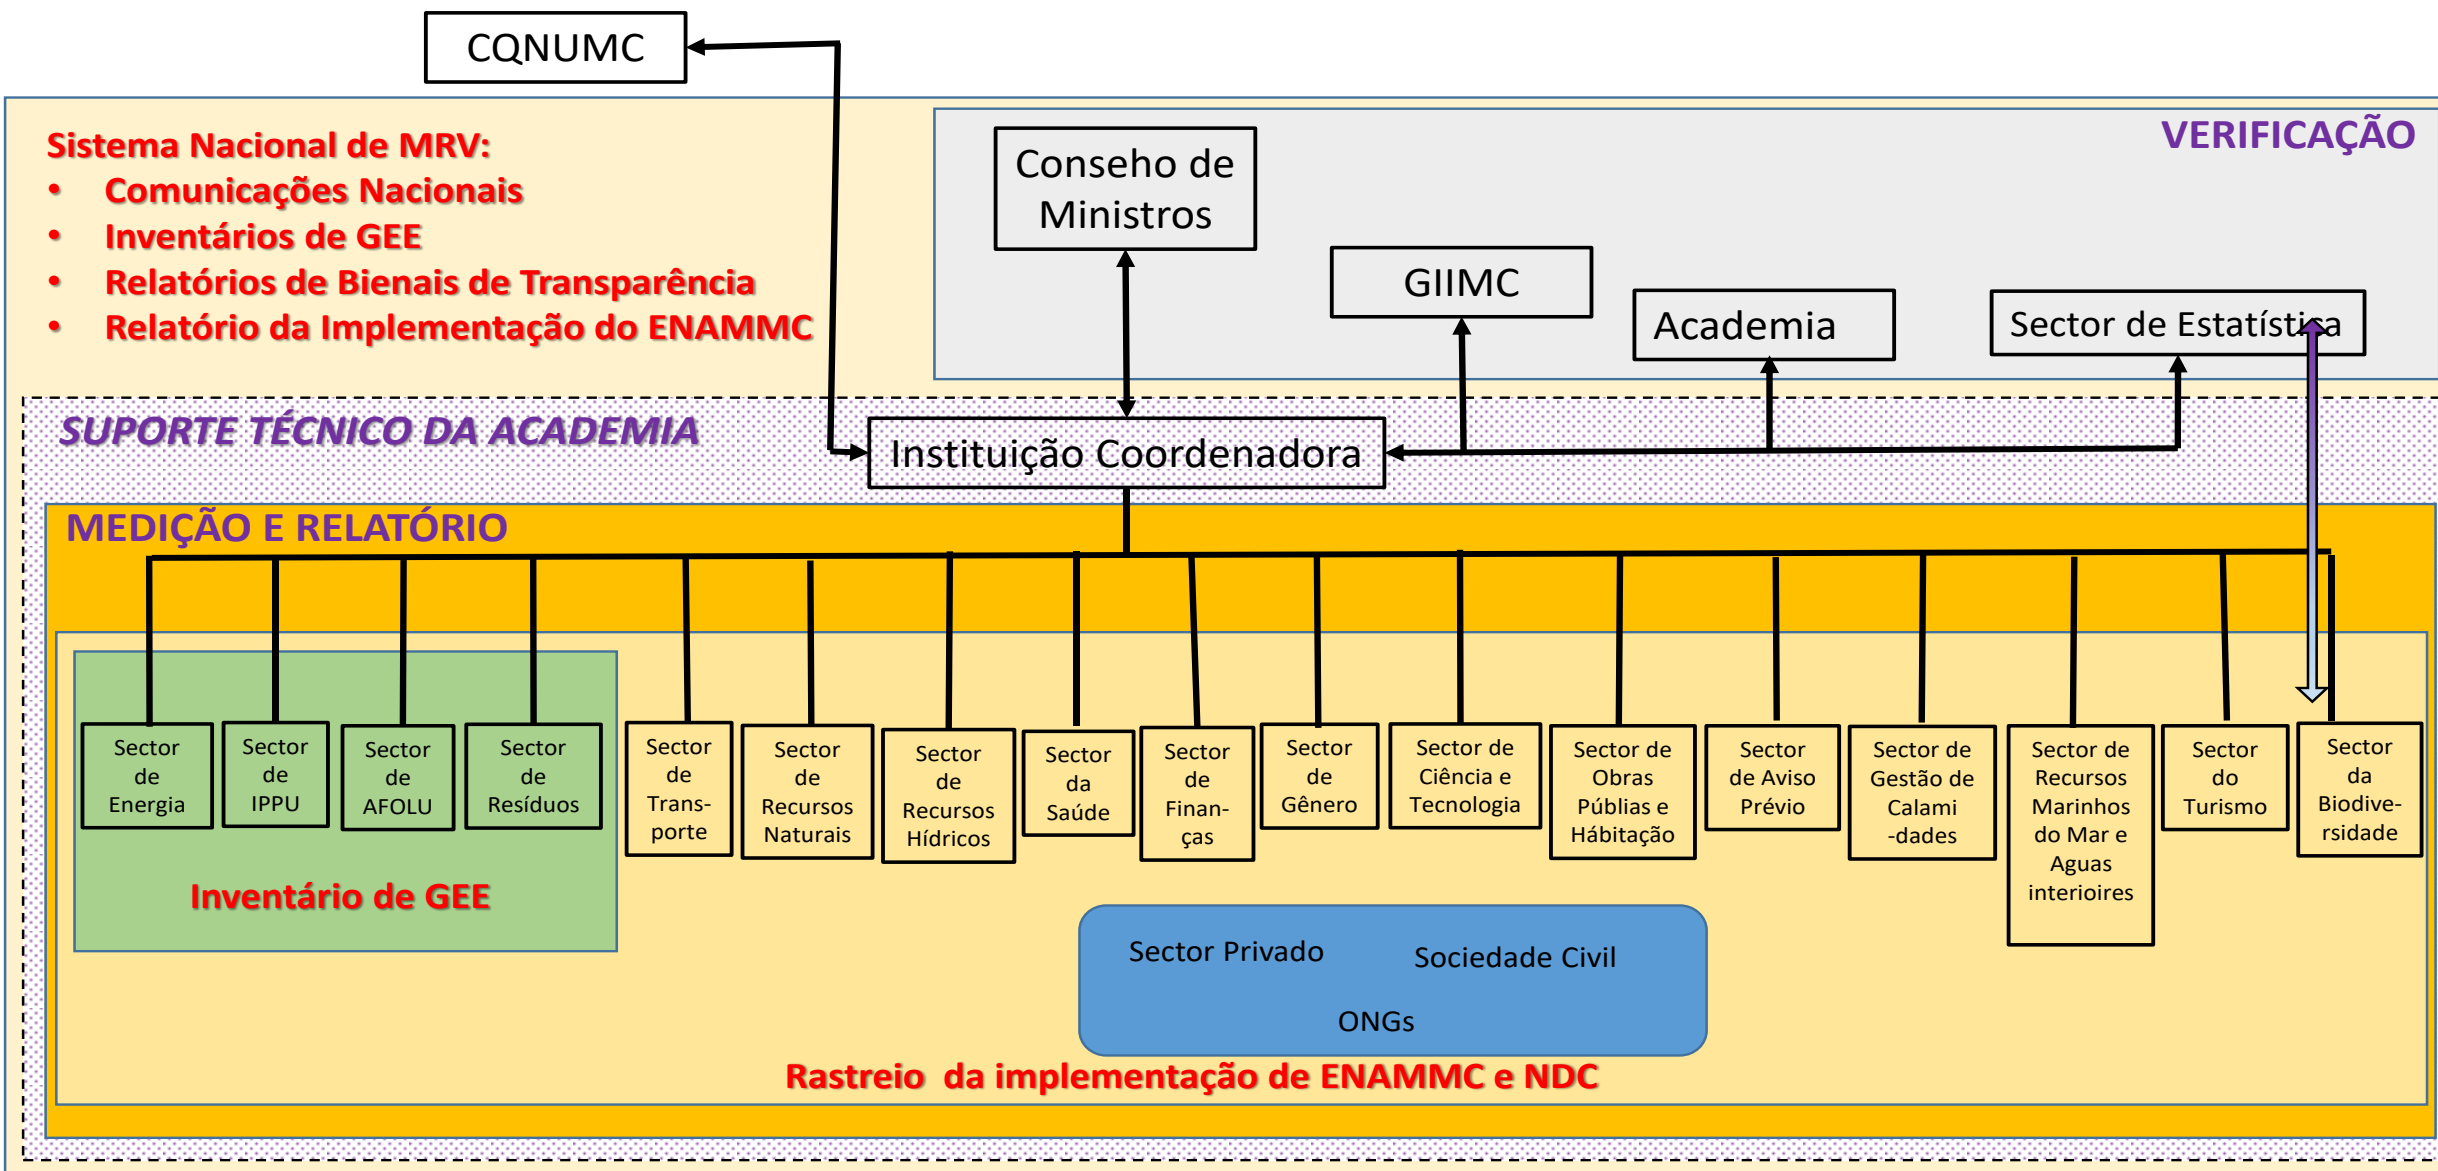 CQNUMC
Sistema Nacional de MRV:
• Comunicações Nacionais
• Inventários de GEE
• Relatórios de Bienais de Transparência
• Relatório da Implementação do ENAMMC
VERIFICAÇÃO
Conseho de
Ministros
GIIMC
Academia
Sector de Estatística
SUPORTE TÉCNICO DA ACADEMIA
Instituição Coordenadora
MEDIÇÃO E RELATÓRIO
Sector
de
Energia
Sector
de
IPPU
Sector
de
AFOLU
Sector
de
Resíduos
Sector
de
Trans-
porte
Sector
de
Recursos
Naturais
Sector
de
Recursos
Hídricos
Sector
da
Saúde
Sector
de
Finan-
ças
Sector
de
Gênero
Sector de
Ciência e
Tecnologia
Sector de
Obras
Públias e
Hábitação
Sector
de Aviso
Prévio
Sector de
Gestão de
Calami
-dades
Sector de
Recursos
Marinhos
do Mar e
Aguas
interioires
Sector
do
Turismo
Sector
da
Biodive-
rsidade
Inventário de GEE
Sector Privado
Sociedade Civil
ONGs
Rastreio da implementação de ENAMMC e NDC